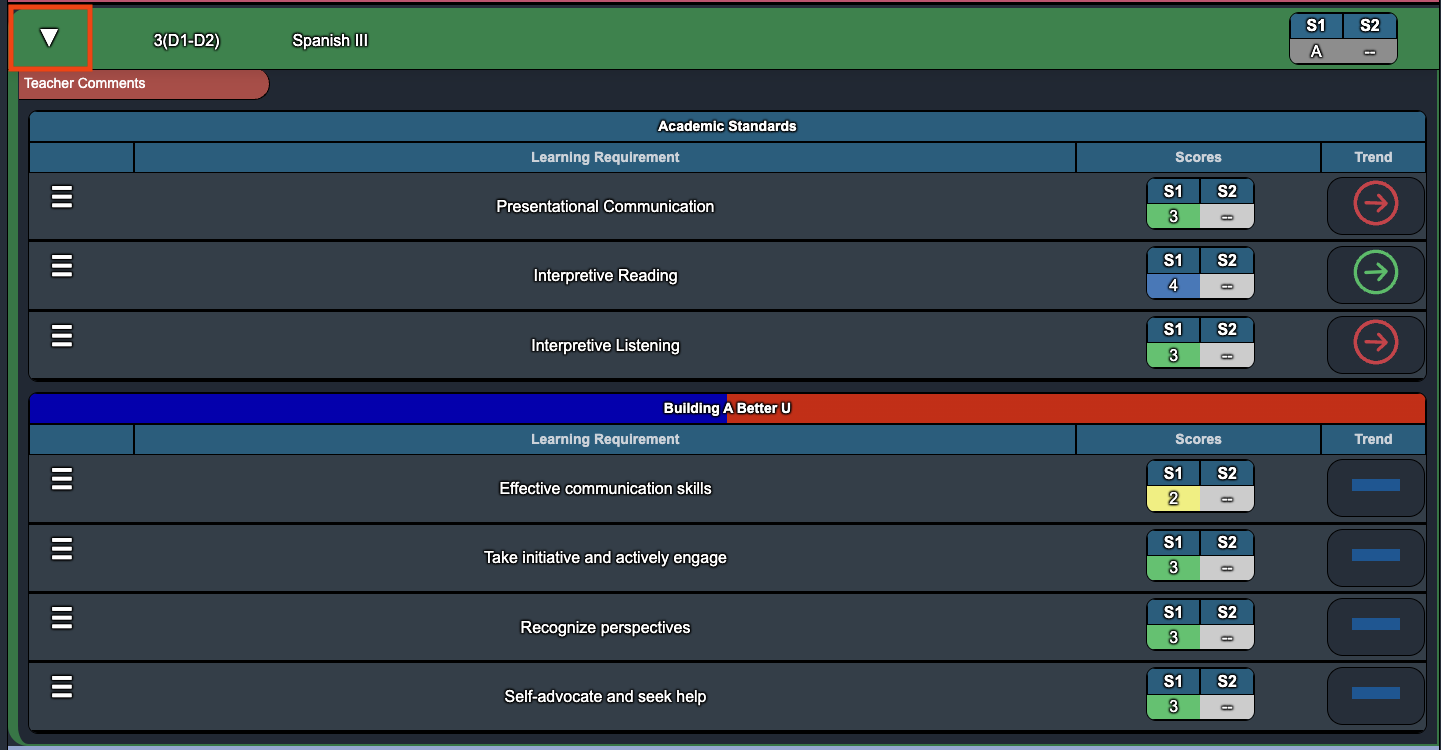 3(D1-D2) Spanish III S1 S2
A --
Teacher Comments
Academic Standards
Learning Requirement Scores Trend
Presentational Communication S1 S2
3 --
Interpretive Reading S1 S2
4 --
Interpretive Listening S1 S2
3 --
Building A Better U
Learning Requirement Scores Trend
Effective communication skills S1 S2
2 --
Take initiative and actively engage S1 S2
3 --
Recognize perspectives S1 S2
3 --
Self-advocate and seek help S1 S2
3 --